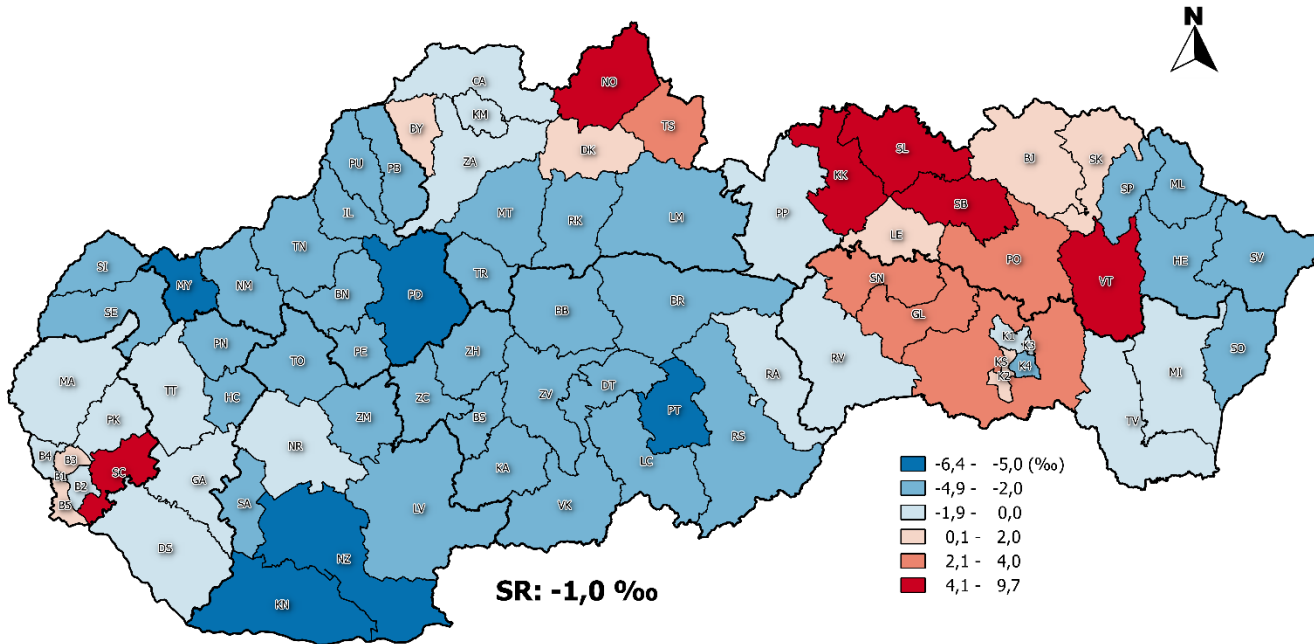 N
NO
CA
KM
BY
TS
DK
ZA
PU
PB
SL
BJ
SK
KK
SP
ML
IL
MT
RK
LM
PP
SB
LE
TN
PO
HE
SV
SI
MY
NM
BN
PD
TR
SN
VT
SE
BB
BR
GL
PN
TO
PE
ZH
K1
K3
SO
MA
TT
RV
KS
K4
RA
MI
HC
ZC
ZV
DT
K2
PK
ZM
BS
PT
TV
NR
RS
B4
B3
SC
B1
B2
GA
KA
LC
B5
SA
LV
VK
DS
NZ
KN
-6,4 - -5,0 (‰)
-4,9 - -2,0
-1,9 - 0,0
0,1 - 2,0
2,1 - 4,0
4,1 - 9,7
SR: -1,0 ‰